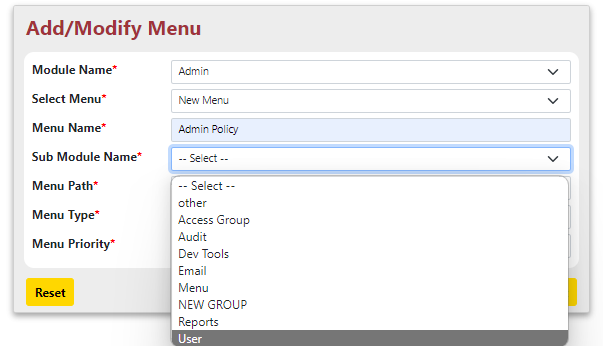 Add/Modify Menu
Module Name* Admin
Select Menu* New Menu
Menu Name* Admin Policy
Sub Module Name* -- Select --
Menu Path*
Menu Type*
Menu Priority*
-- Select --
other
Access Group
Audit
Dev Tools
Email
Menu
NEW GROUP
Reports
User
Reset